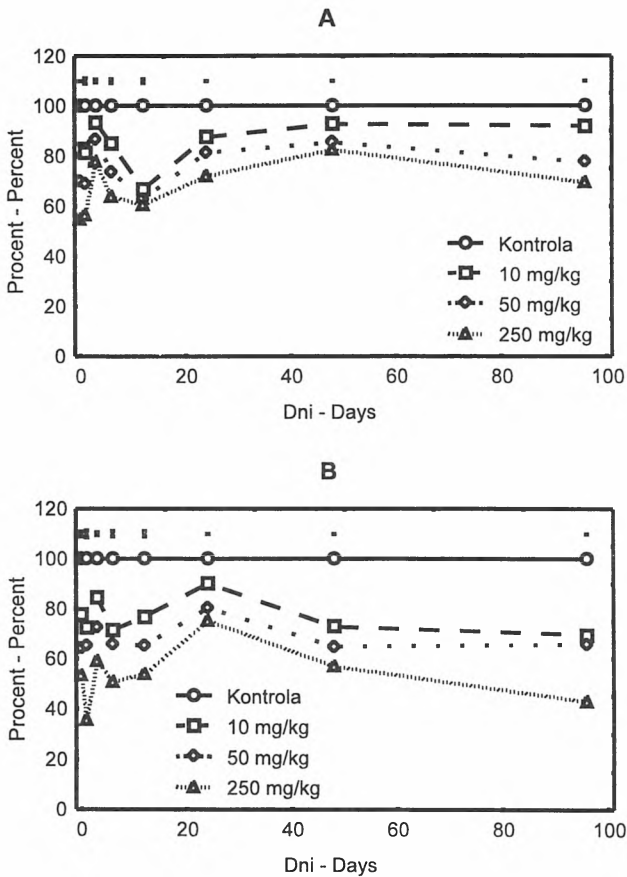 A
Procent - Percent
120
100
80
60
40
20
0
Kontrola
10 mg/kg
50 mg/kg
250 mg/kg
0 20 40 60 80 100
Dni - Days
B
Procent - Percent
120
100
80
60
40
20
0
Kontrola
10 mg/kg
50 mg/kg
250 mg/kg
0 20 40 60 80 100
Dni - Days